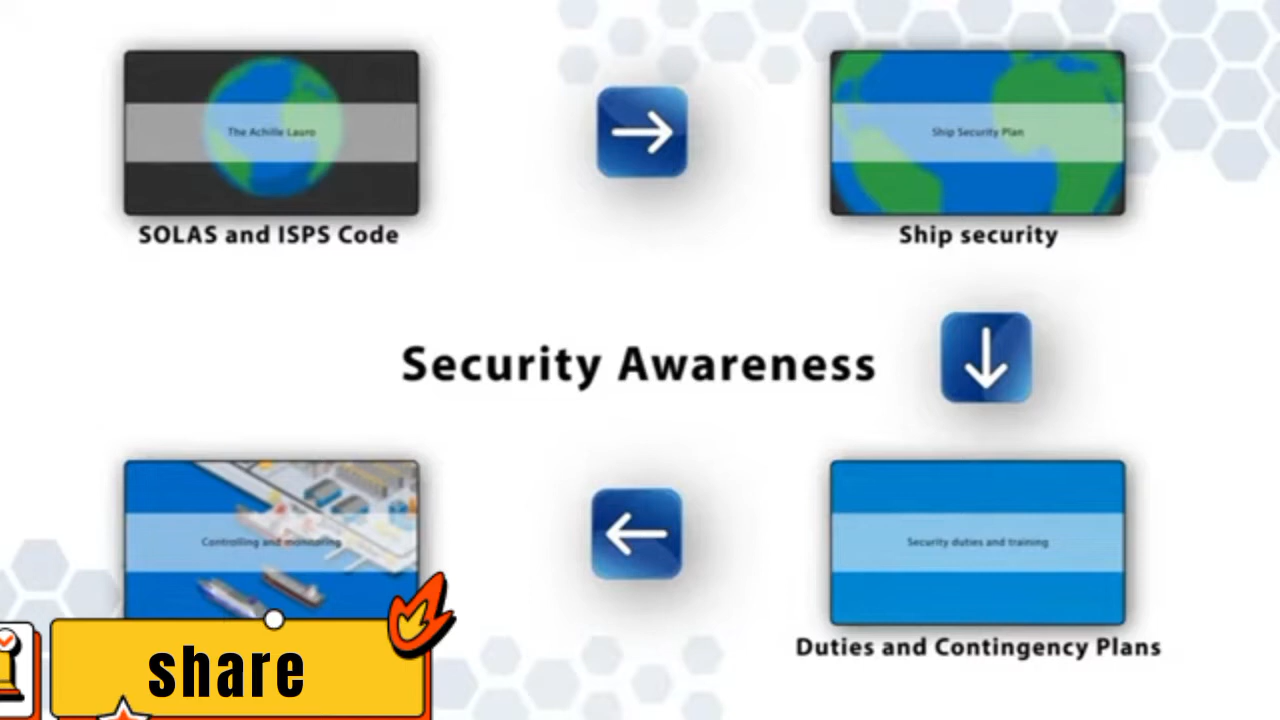 The Achille Lauro
Ship Security Plan
SOLAS and ISPS Code
Ship security
Security Awareness
Controlling and monitoring
Security duties and training
Duties and Contingency Plans
share